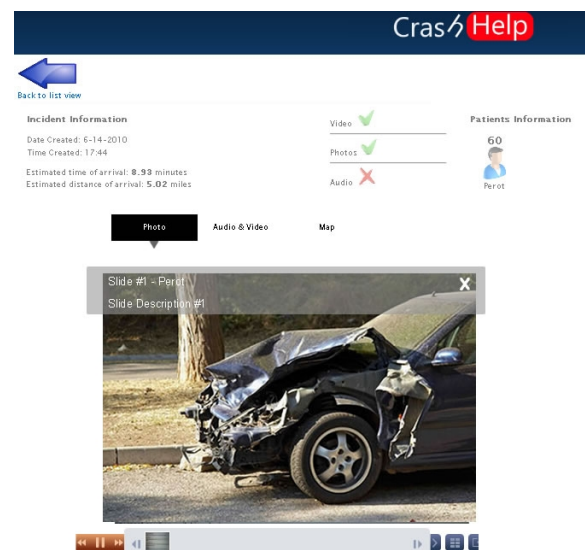 Crash Help
Back to list view
Incident Information
Date Created: 6-14-2010
Time Created: 17:44
Estimated time of arrival: 8.93 minutes
Estimated distance of arrival: 5.02 miles
Video
Photos
Audio
Patients Information
60
Perot
Photo
Audio & Video
Map
Slide #1 - Perot
Slide Description #1
X